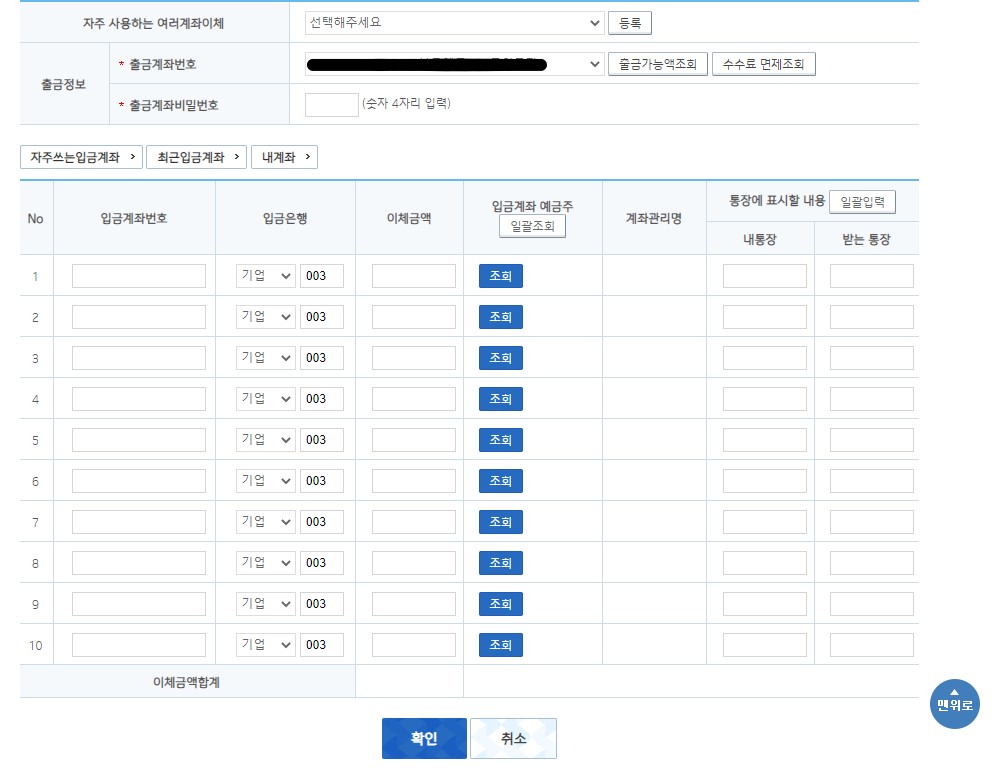 자주 사용하는 여러계좌이체 선택해주세요 등록
출금정보
* 출금계좌번호 출금가능액조회 수수료 면제조회
* 출금계좌비밀번호 (숫자 4자리 입력)
자주쓰는입금계좌 최근입금계좌 내계좌
No 입금계좌번호 입금은행 이체금액 입금계좌 예금주 일괄조회 계좌관리명 통장에 표시할 내용 일괄입력
내통장 받는 통장
1 기업 003 조회
2 기업 003 조회
3 기업 003 조회
4 기업 003 조회
5 기업 003 조회
6 기업 003 조회
7 기업 003 조회
8 기업 003 조회
9 기업 003 조회
10 기업 003 조회
이체금액합계
맨위로
확인 취소